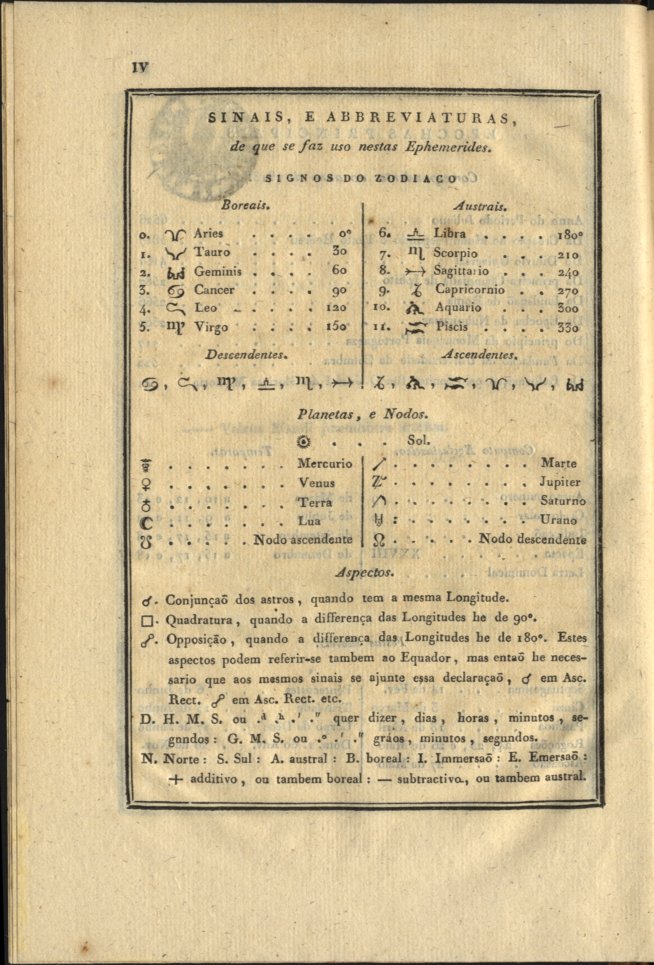 IV
SINAIS, E ABBREVIATURAS,
de que se faz uso nestas Ephemerides.
SIGNOS DO ZODIACO
Boreais.
0. ♈ Aries . . . . 0°
1. ♉ Tauro . . . . 30
2. ♊ Geminis . . . . 60
3. ♋ Cancer . . . . 90
4. ♌ Leo . . . . 120
5. ♍ Virgo . . . . 150
Austrais.
6. ♎ Libra . . . . 180°
7. ♏ Scorpio . . . . 210
8. ♐ Sagittario . . . 240
9. ♑ Capricornio . . 270
10. ♒ Aquario . . . 300
11. ♓ Piscis . . . . 330
Descendentes.
♋, ♌, ♍, ♎, ♏, ♐
Ascendentes.
♑, ♒, ♓, ♈, ♉, ♊
Planetas, e Nodos.
☉ . . . Sol.
☿ . . . . . . . Mercurio
♀ . . . . . . . Venus
♁ . . . . . . . Terra
☾ . . . . . . . Lua
☋ . . . . . Nodo ascendente
♂ . . . . . . . . Marte
♃ . . . . . . . . Jupiter
♄ . . . . . . . . Saturno
♅ : . . . . . . . Urano
☊ . . . . . . Nodo descendente
Aspectos.
☌. Conjunçaõ dos astros, quando tem a mesma Longitude.
□. Quadratura, quando a differença das Longitudes he de 90°.
☍. Opposição, quando a differença das Longitudes he de 180°. Estes
aspectos podem referir-se tambem ao Equador, mas entaõ he neces-
sario que aos mesmos sinais se ajunte essa declaraçaõ, ☌ em Asc.
Rect. ☍ em Asc. Rect. etc.
D. H. M. S. ou .d .h .' ." quer dizer, dias, horas, minutos, se-
gnndos: G. M. S. ou .° .' ." gráos, minutos, segundos.
N. Norte: S. Sul: A. austral: B. boreal: I. Immersaõ: E. Emersaõ:
+ additivo, ou tambem boreal: — subtractivo, ou tambem austral.